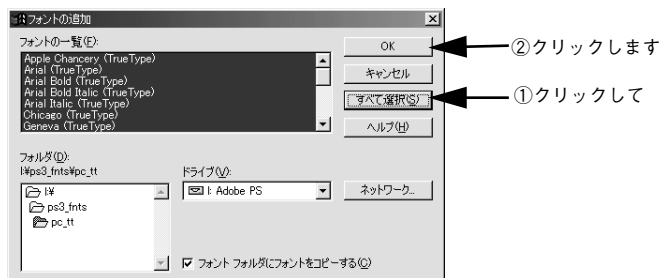 フォントの追加
フォントの一覧(F):
Apple Chancery (TrueType)
Arial (TrueType)
Arial Bold (TrueType)
Arial Bold Italic (TrueType)
Arial Italic (TrueType)
Chicago (TrueType)
Geneva (TrueType)
OK
②クリックします
キャンセル
すべて選択(S)
①クリックして
ヘルプ(H)
フォルダ(D):
I:¥ps3_fnts¥pc_tt
I:¥
ps3_fnts
pc_tt
ドライブ(V):
I: Adobe PS
ネットワーク...
フォント フォルダにフォントをコピーする(C)